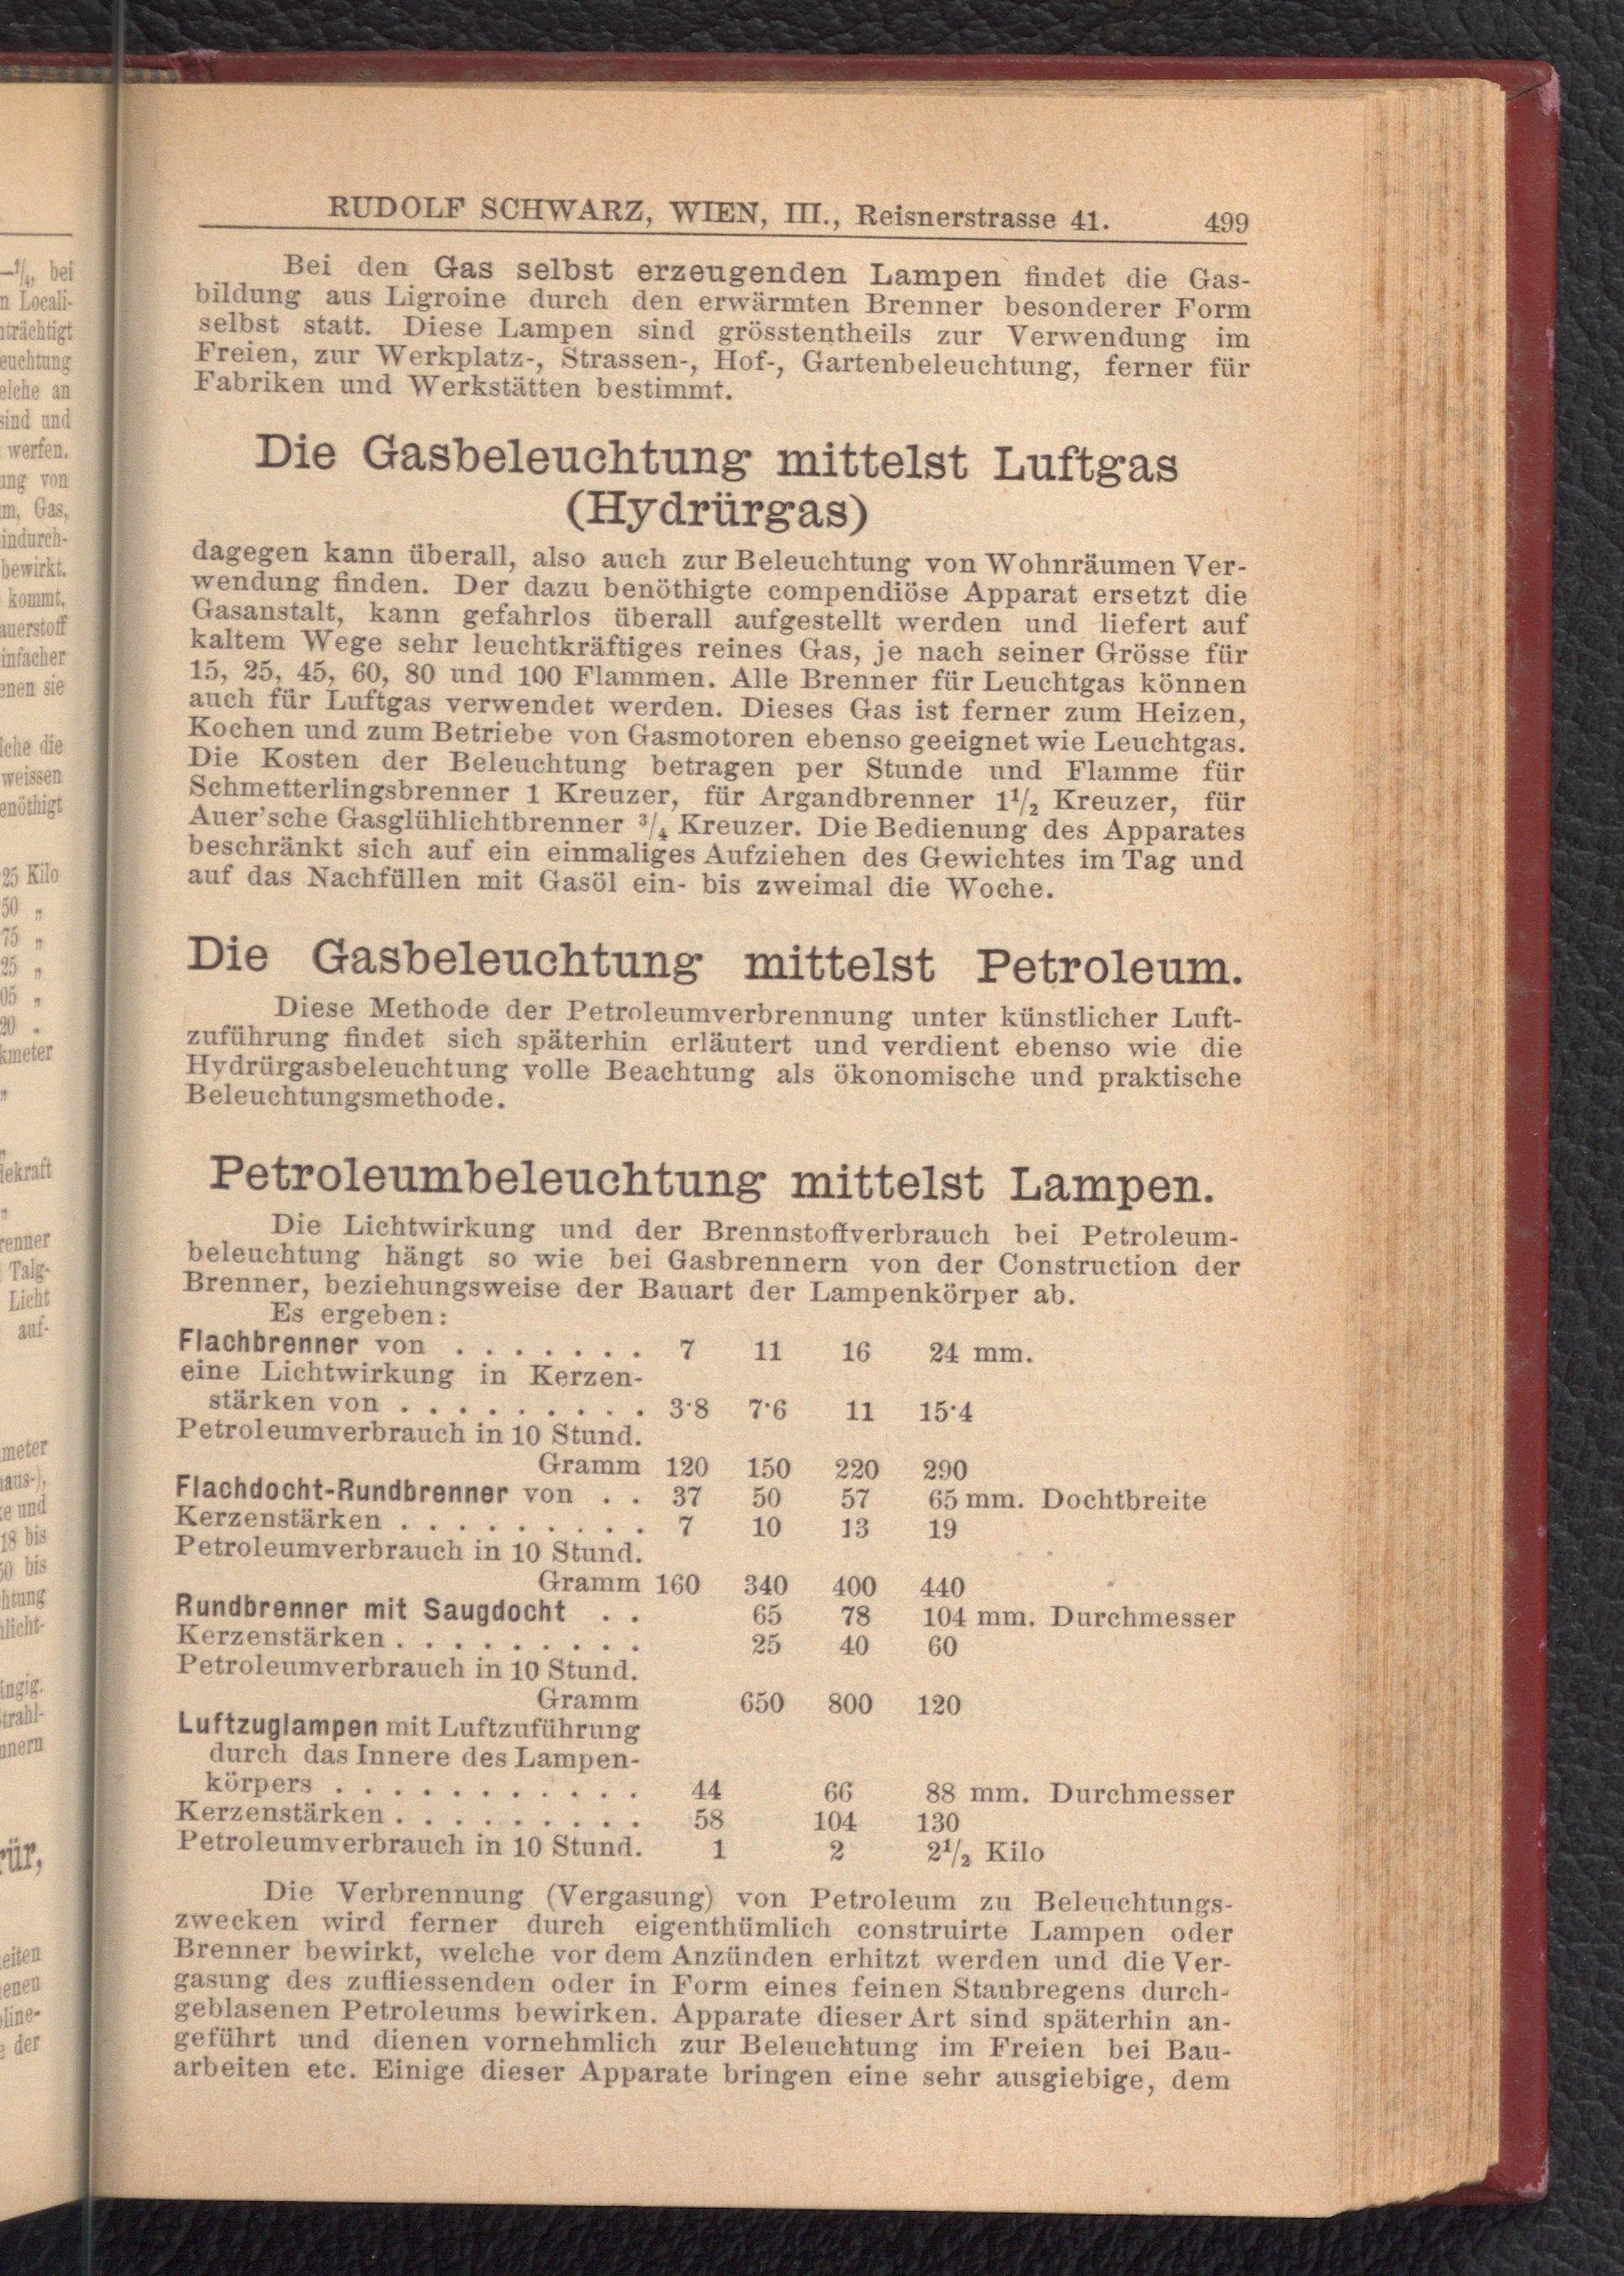 RUDOLF SCHWARZ, WIEN, III., Reisnerstrasse 41. 499
Bei den Gas selbst erzeugenden Lampen findet die Gas-
bildung aus Ligroine durch den erwärmten Brenner besonderer Form
selbst statt. Diese Lampen sind grösstentheils zur Verwendung im
Freien, zur Werkplatz-, Strassen-, Hof-, Gartenbeleuchtung, ferner für
Fabriken und Werkstätten bestimmt.
Die Gasbeleuchtung mittelst Luftgas
(Hydrürgas)
dagegen kann überall, also auch zur Beleuchtung von Wohnräumen Ver-
wendung finden. Der dazu benöthigte compendiöse Apparat ersetzt die
Gasanstalt, kann gefahrlos überall aufgestellt werden und liefert auf
kaltem Wege sehr leuchtkräftiges reines Gas, je nach seiner Grösse für
15, 25, 45, 60, 80 und 100 Flammen. Alle Brenner für Leuchtgas können
auch für Luftgas verwendet werden. Dieses Gas ist ferner zum Heizen,
Kochen und zum Betriebe von Gasmotoren ebenso geeignet wie Leuchtgas.
Die Kosten der Beleuchtung betragen per Stunde und Flamme für
Schmetterlingsbrenner 1 Kreuzer, für Argandbrenner 1¹/₂ Kreuzer, für
Auer'sche Gasglühlichtbrenner ³/₄ Kreuzer. Die Bedienung des Apparates
beschränkt sich auf ein einmaliges Aufziehen des Gewichtes im Tag und
auf das Nachfüllen mit Gasöl ein- bis zweimal die Woche.
Die Gasbeleuchtung mittelst Petroleum.
Diese Methode der Petroleumverbrennung unter künstlicher Luft-
zuführung findet sich späterhin erläutert und verdient ebenso wie die
Hydrürgasbeleuchtung volle Beachtung als ökonomische und praktische
Beleuchtungsmethode.
Petroleumbeleuchtung mittelst Lampen.
Die Lichtwirkung und der Brennstoffverbrauch bei Petroleum-
beleuchtung hängt so wie bei Gasbrennern von der Construction der
Brenner, beziehungsweise der Bauart der Lampenkörper ab.
Es ergeben:
Flachbrenner von . . . . . . . 7 11 16 24 mm.
eine Lichtwirkung in Kerzen-
stärken von . . . . . . . . . 3·8 7·6 11 15·4
Petroleumverbrauch in 10 Stund.
Gramm 120 150 220 290
Flachdocht-Rundbrenner von . . 37 50 57 65 mm. Dochtbreite
Kerzenstärken . . . . . . . . . 7 10 13 19
Petroleumverbrauch in 10 Stund.
Gramm 160 340 400 440
Rundbrenner mit Saugdocht . . 65 78 104 mm. Durchmesser
Kerzenstärken . . . . . . . . . 25 40 60
Petroleumverbrauch in 10 Stund.
Gramm 650 800 120
Luftzuglampen mit Luftzuführung
durch das Innere des Lampen-
körpers . . . . . . . . . . . 44 66 88 mm. Durchmesser
Kerzenstärken . . . . . . . . . 58 104 130
Petroleumverbrauch in 10 Stund. 1 2 2¹/₂ Kilo
Die Verbrennung (Vergasung) von Petroleum zu Beleuchtungs-
zwecken wird ferner durch eigenthümlich construirte Lampen oder
Brenner bewirkt, welche vor dem Anzünden erhitzt werden und die Ver-
gasung des zufliessenden oder in Form eines feinen Staubregens durch-
geblasenen Petroleums bewirken. Apparate dieser Art sind späterhin an-
geführt und dienen vornehmlich zur Beleuchtung im Freien bei Bau-
arbeiten etc. Einige dieser Apparate bringen eine sehr ausgiebige, dem